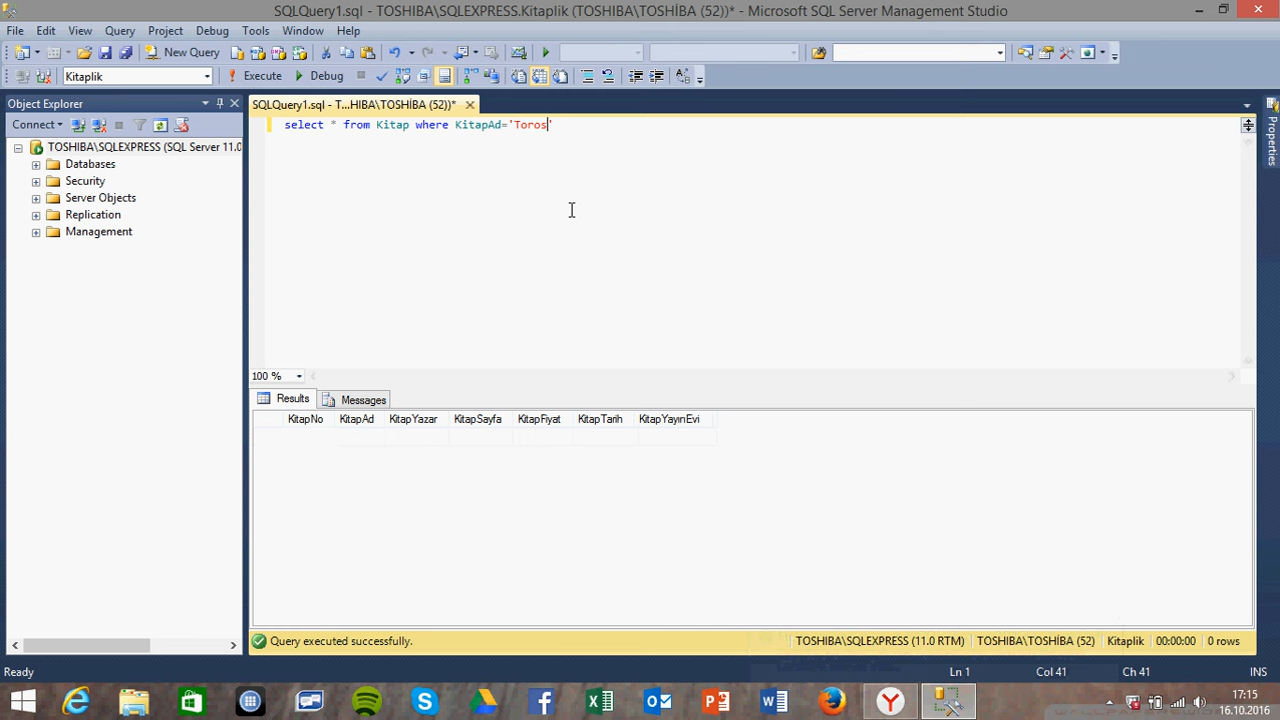 SQLQuery1.sql - TOSHIBA\SQLEXPRESS.Kitaplik (TOSHIBA\TOSHİBA (52))* - Microsoft SQL Server Management Studio
File Edit View Query Project Debug Tools Window Help
New Query
Kitaplik Execute Debug
Object Explorer
SQLQuery1.sql - T...HIBA\TOSHİBA (52))*
Connect
select * from Kitap where KitapAd='Toros'
TOSHIBA\SQLEXPRESS (SQL Server 11.0
Databases
Security
Server Objects
Replication
Management
Properties
100 %
Results Messages
KitapNo KitapAd KitapYazar KitapSayfa KitapFiyat KitapTarih KitapYayınEvi
Query executed successfully. TOSHIBA\SQLEXPRESS (11.0 RTM) TOSHIBA\TOSHİBA (52) Kitaplik 00:00:00 0 rows
Ready Ln 1 Col 41 Ch 41 INS
17:15
16.10.2016